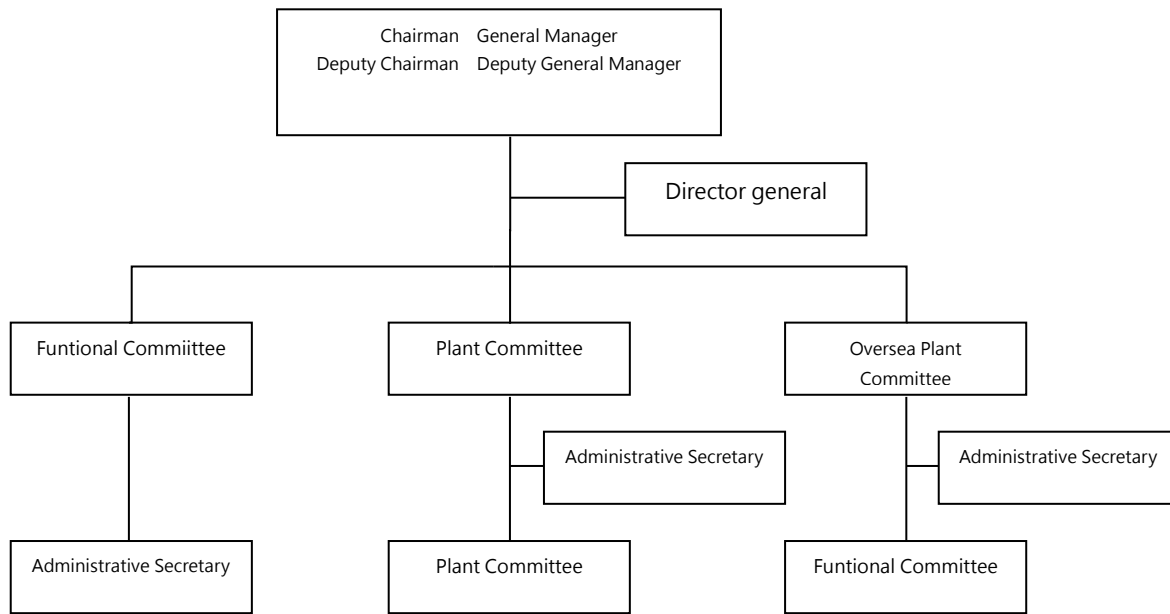 Chairman General Manager
Deputy Chairman Deputy General Manager
Director general
Funtional Commiittee
Plant Committee
Oversea Plant
Committee
Administrative Secretary
Administrative Secretary
Administrative Secretary
Plant Committee
Funtional Committee